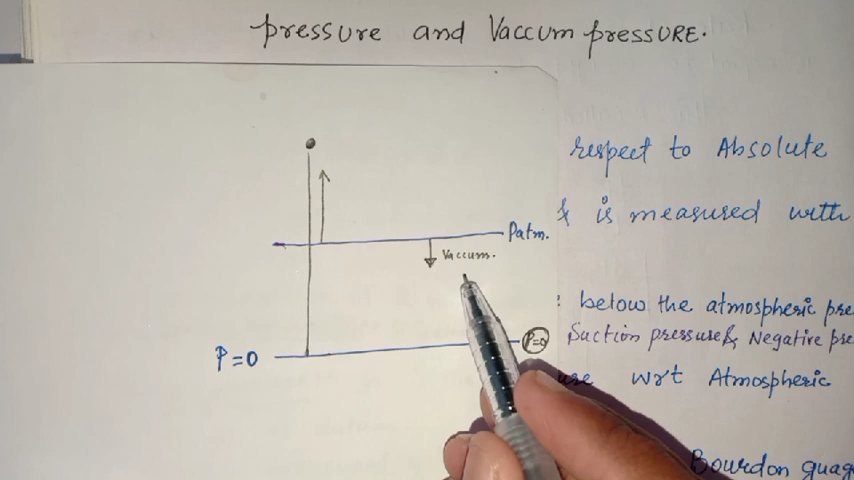 pressure and Vaccum pressURE.
respect to Absolute
& is measured with
Patm.
Vaccum.
: below the atmospheric pre
P=0
Suction pressure & Negative pre
P=0
use wrt Atmospheric
Bourdon guage